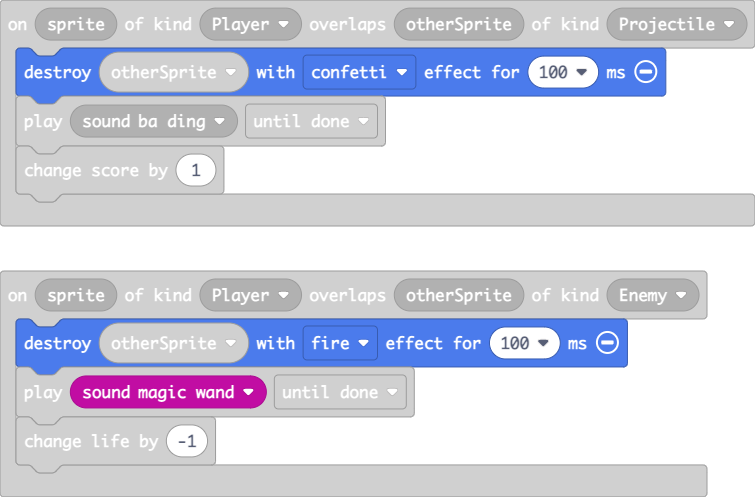 on sprite of kind Player overlaps otherSprite of kind Projectile
destroy otherSprite with confetti effect for 100 ms
play sound ba ding until done
change score by 1
on sprite of kind Player overlaps otherSprite of kind Enemy
destroy otherSprite with fire effect for 100 ms
play sound magic wand until done
change life by -1